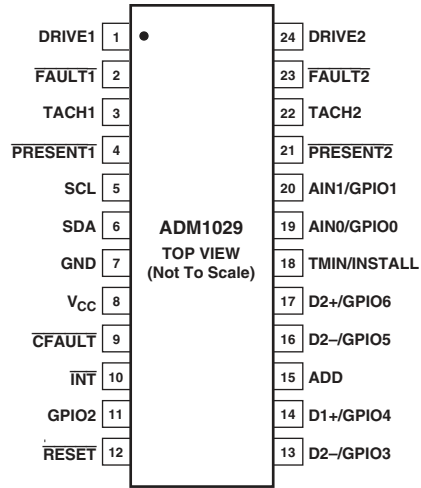 DRIVE1 1 24 DRIVE2
FAULT1 2 23 FAULT2
TACH1 3 22 TACH2
PRESENT1 4 21 PRESENT2
SCL 5 20 AIN1/GPIO1
SDA 6 ADM1029 19 AIN0/GPIO0
TOP VIEW
GND 7 (Not To Scale) 18 TMIN/INSTALL
VCC 8 17 D2+/GPIO6
CFAULT 9 16 D2–/GPIO5
INT 10 15 ADD
GPIO2 11 14 D1+/GPIO4
RESET 12 13 D2–/GPIO3